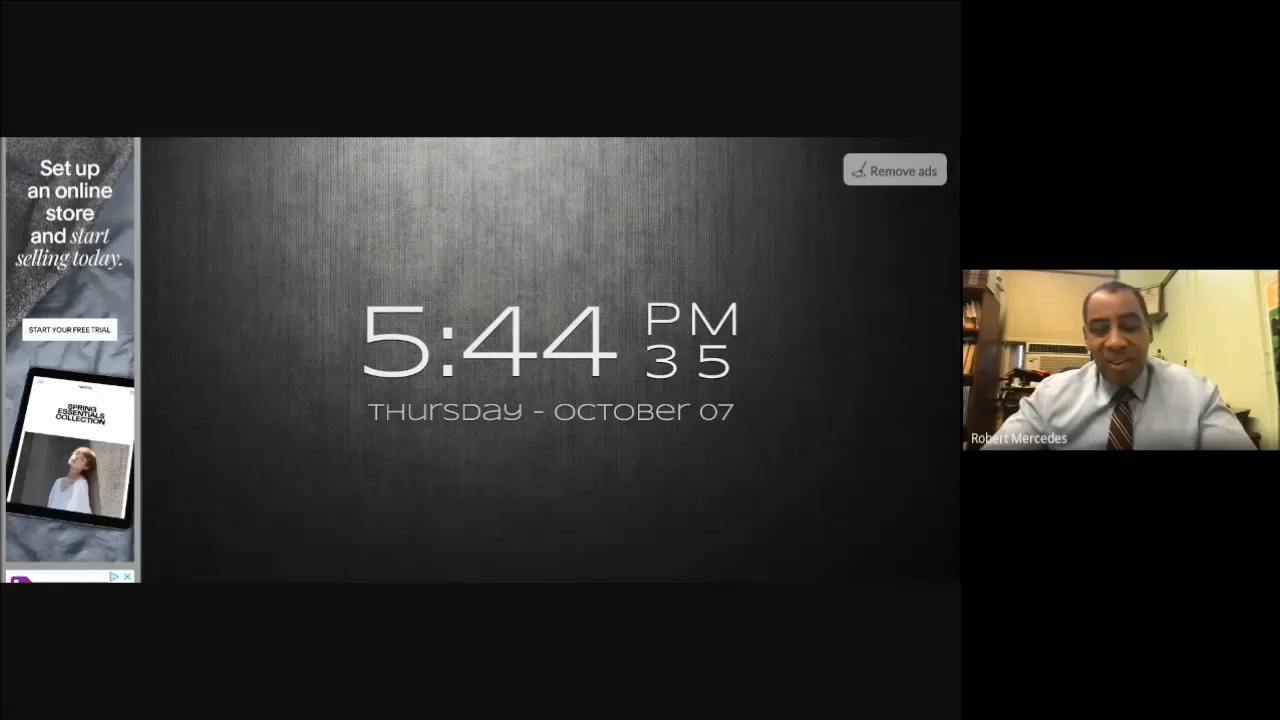 Set up
an online
store
and start
selling today.
START YOUR FREE TRIAL
SPRING
ESSENTIALS
COLLECTION
Remove ads
5:44 PM
35
Thursday - October 07
Robert Mercedes